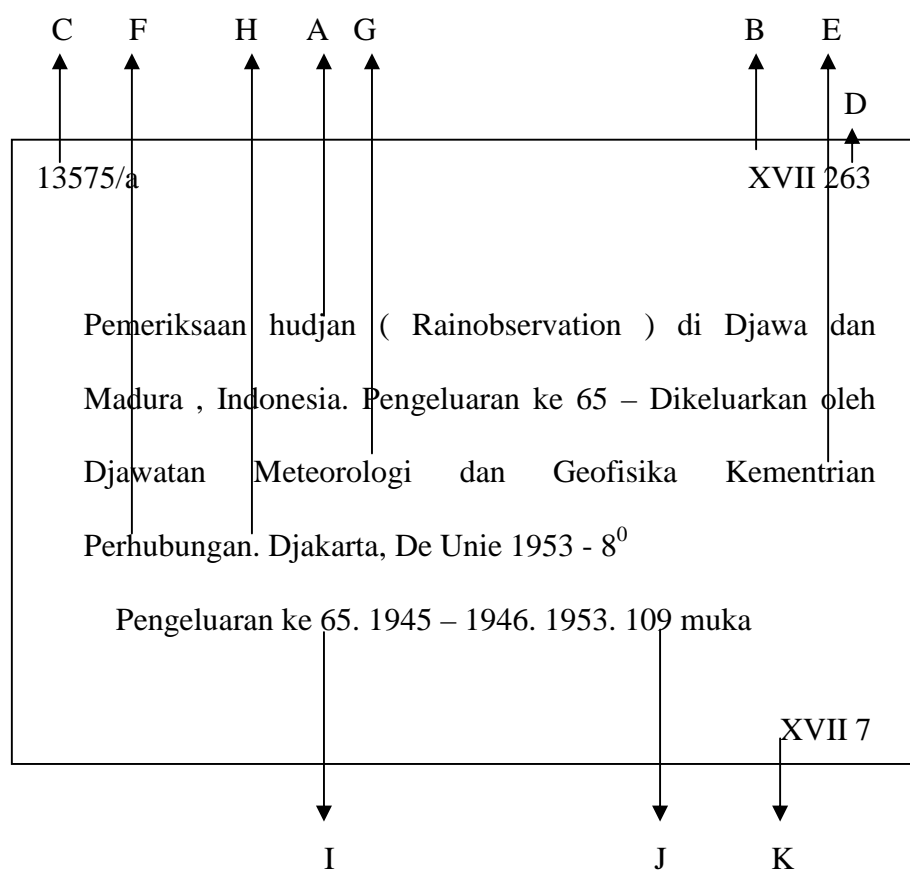 C F H A G B E
D
13575/a XVII 263
Pemeriksaan hudjan ( Rainobservation ) di Djawa dan
Madura , Indonesia. Pengeluaran ke 65 – Dikeluarkan oleh
Djawatan Meteorologi dan Geofisika Kementrian
Perhubungan. Djakarta, De Unie 1953 - 8⁰
Pengeluaran ke 65. 1945 – 1946. 1953. 109 muka
XVII 7
I J K